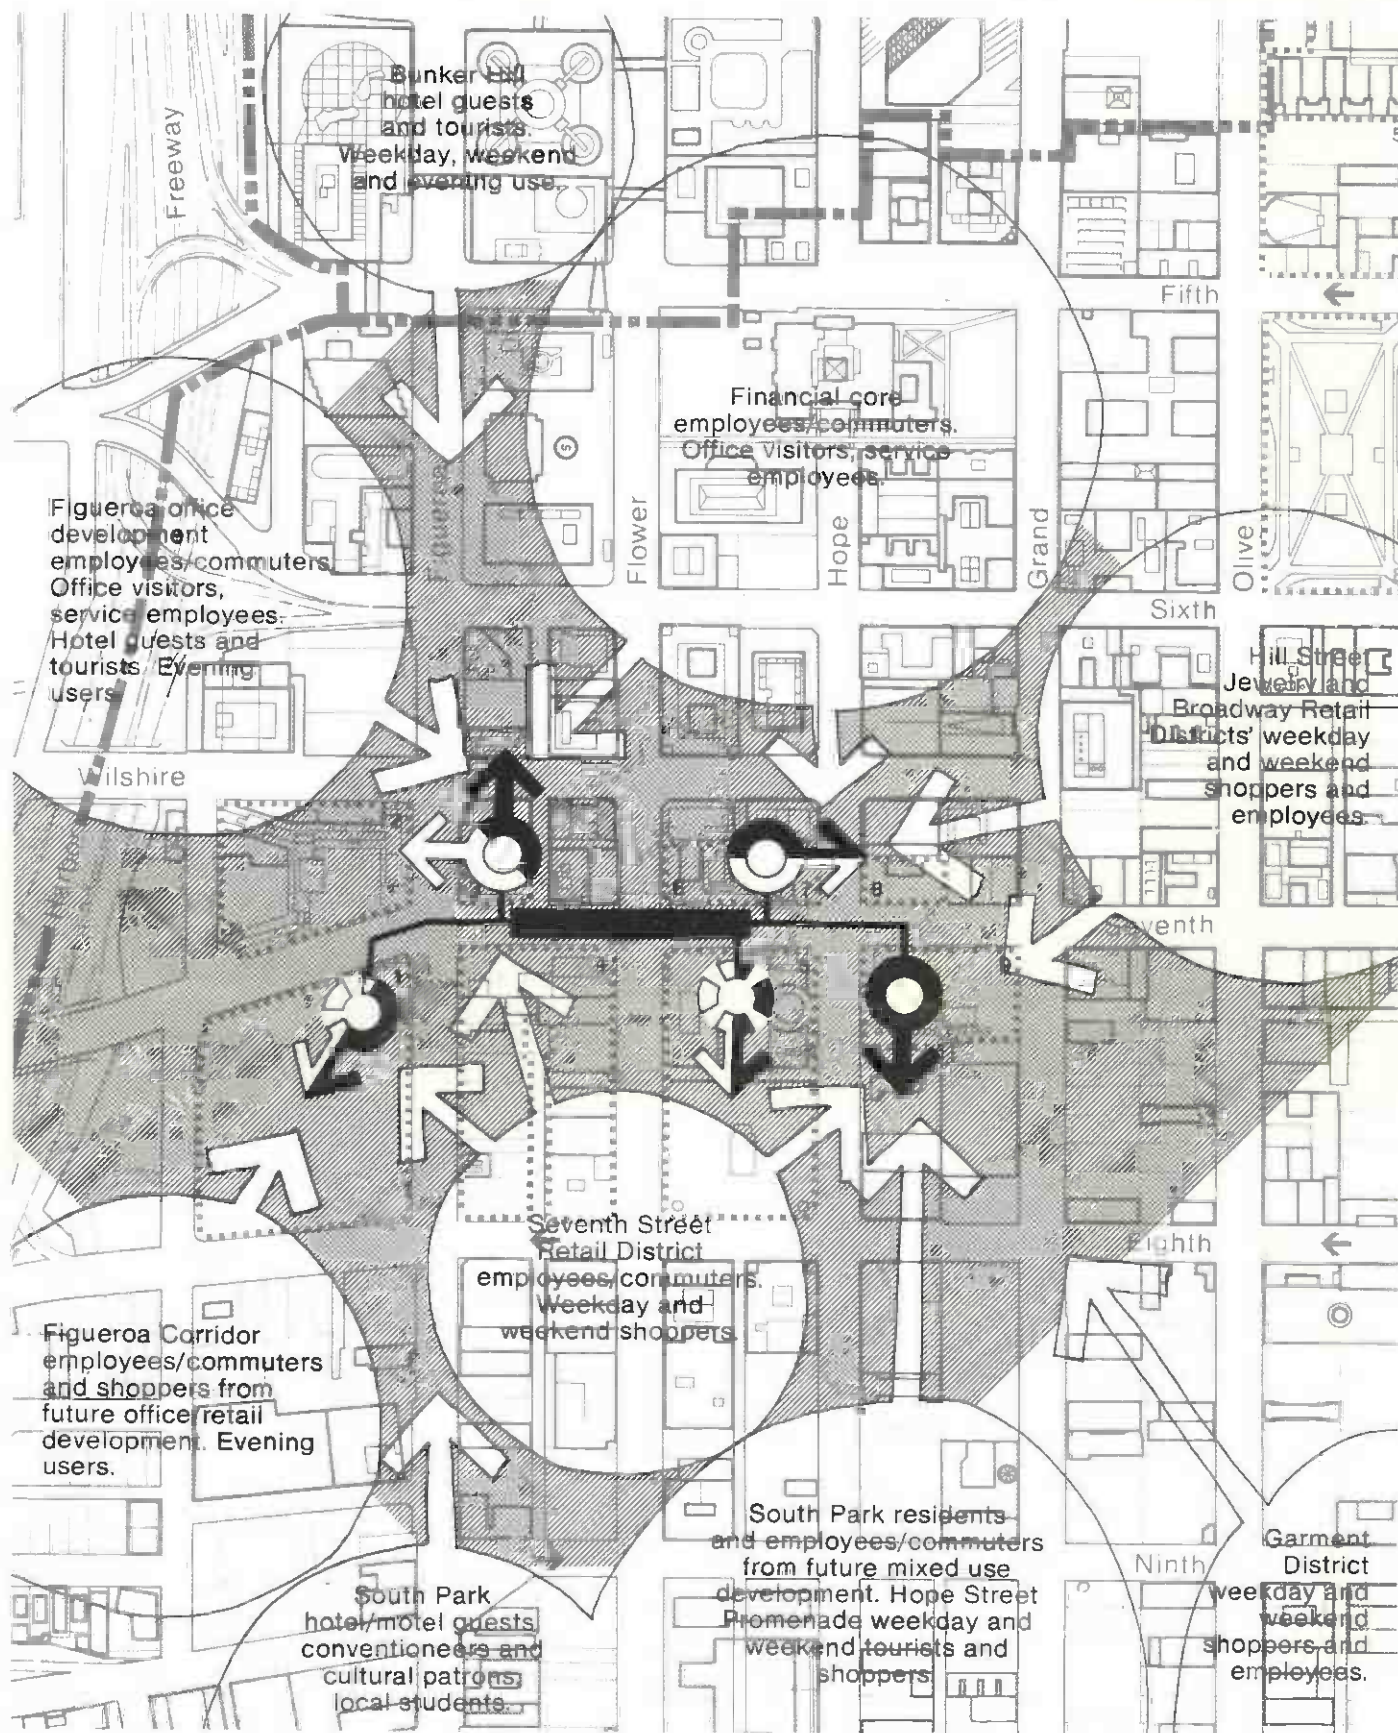 Bunker Hill
hotel guests
and tourists.
Weekday, weekend
and evening use.
Freeway
Fifth
Financial core
employees/commuters.
Office visitors, service
employees.
Figueroa
Flower
Hope
Grand
Olive
Sixth
Figueroa office
development
employees/commuters.
Office visitors,
service employees.
Hotel guests and
tourists. Evening
users.
Hill Street
Jewelry and
Broadway Retail
Districts' weekday
and weekend
shoppers and
employees.
Wilshire
6
7
8
Seventh
Eighth
Seventh Street
Retail District
employees/commuters.
Weekday and
weekend shoppers.
Figueroa Corridor
employees/commuters
and shoppers from
future office/retail
development. Evening
users.
South Park
hotel/motel guests,
conventioneers and
cultural patrons,
local students.
South Park residents
and employees/commuters
from future mixed use
development. Hope Street
Promenade weekday and
weekend tourists and
shoppers.
Ninth
Garment
District
weekday and
weekend
shoppers and
employees.